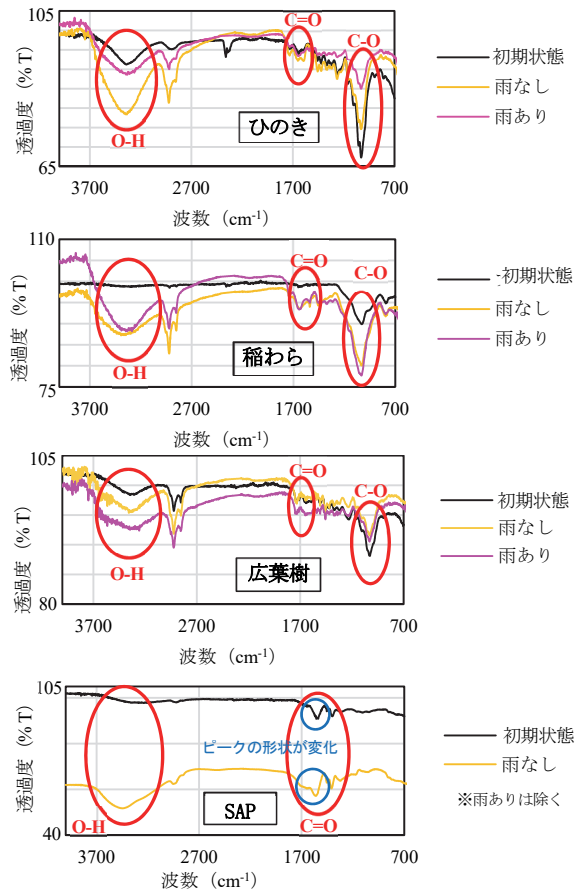 105
C=O
C-O
透過度（%T）
O-H
ひのき
初期状態
雨なし
雨あり
65
3700
2700
1700
700
波数（cm-1）
110
C=O
C-O
透過度（%T）
O-H
稲わら
初期状態
雨なし
雨あり
75
3700
2700
1700
700
波数（cm-1）
105
C=O
C-O
透過度（%T）
O-H
広葉樹
初期状態
雨なし
雨あり
80
3700
2700
1700
700
波数（cm-1）
105
透過度（%T）
ピークの形状が変化
O-H
SAP
C=O
初期状態
雨なし
※雨ありは除く
40
3700
2700
1700
700
波数（cm-1）